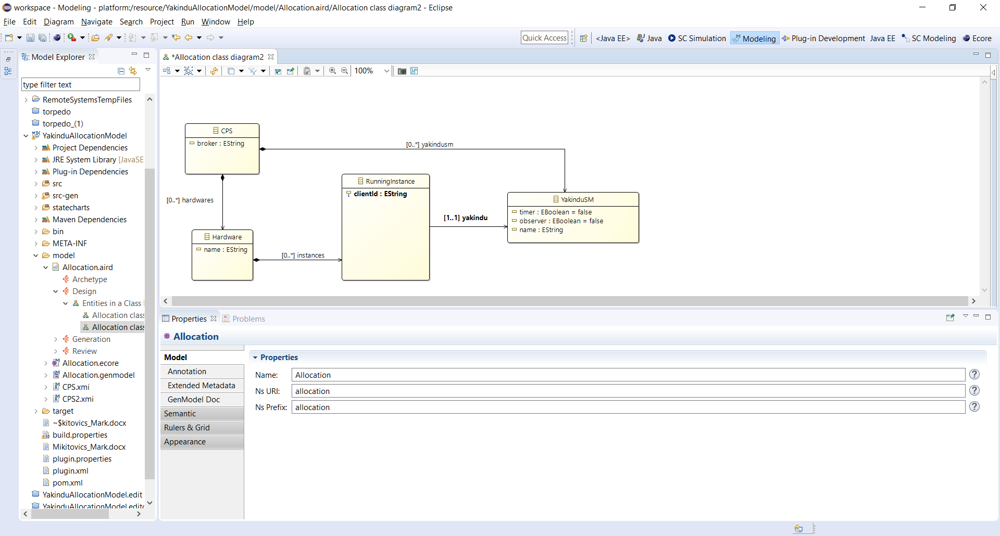 workspace - Modeling - platform:/resource/YakinduAllocationModel/model/Allocation.aird/Allocation class diagram2 - Eclipse
File Edit Diagram Navigate Search Project Run Window Help
Quick Access <Java EE> Java SC Simulation Modeling Plug-in Development Java EE SC Modeling Ecore
Model Explorer
type filter text
RemoteSystemsTempFiles
torpedo
torpedo_(1)
YakinduAllocationModel
Project Dependencies
JRE System Library [JavaSE
Plug-in Dependencies
src
src-gen
statecharts
Maven Dependencies
bin
META-INF
model
Allocation.aird
Archetype
Design
Entities in a Class
Allocation class
Allocation class
Generation
Review
Allocation.ecore
Allocation.genmodel
CPS.xmi
CPS2.xmi
target
~$kitovics_Mark.docx
build.properties
Mikitovics_Mark.docx
plugin.properties
plugin.xml
pom.xml
YakinduAllocationModel.edit
YakinduAllocationModel.edito
*Allocation class diagram2
100%
CPS
broker : EString
[0..*] yakindusm
[0..*] hardwares
RunningInstance
clientId : EString
[1..1] yakindu
YakinduSM
timer : EBoolean = false
observer : EBoolean = false
name : EString
Hardware
name : EString
[0..*] instances
Properties Problems
Allocation
Model
Annotation
Extended Metadata
GenModel Doc
Semantic
Rulers & Grid
Appearance
Properties
Name: Allocation
Ns URI: allocation
Ns Prefix: allocation